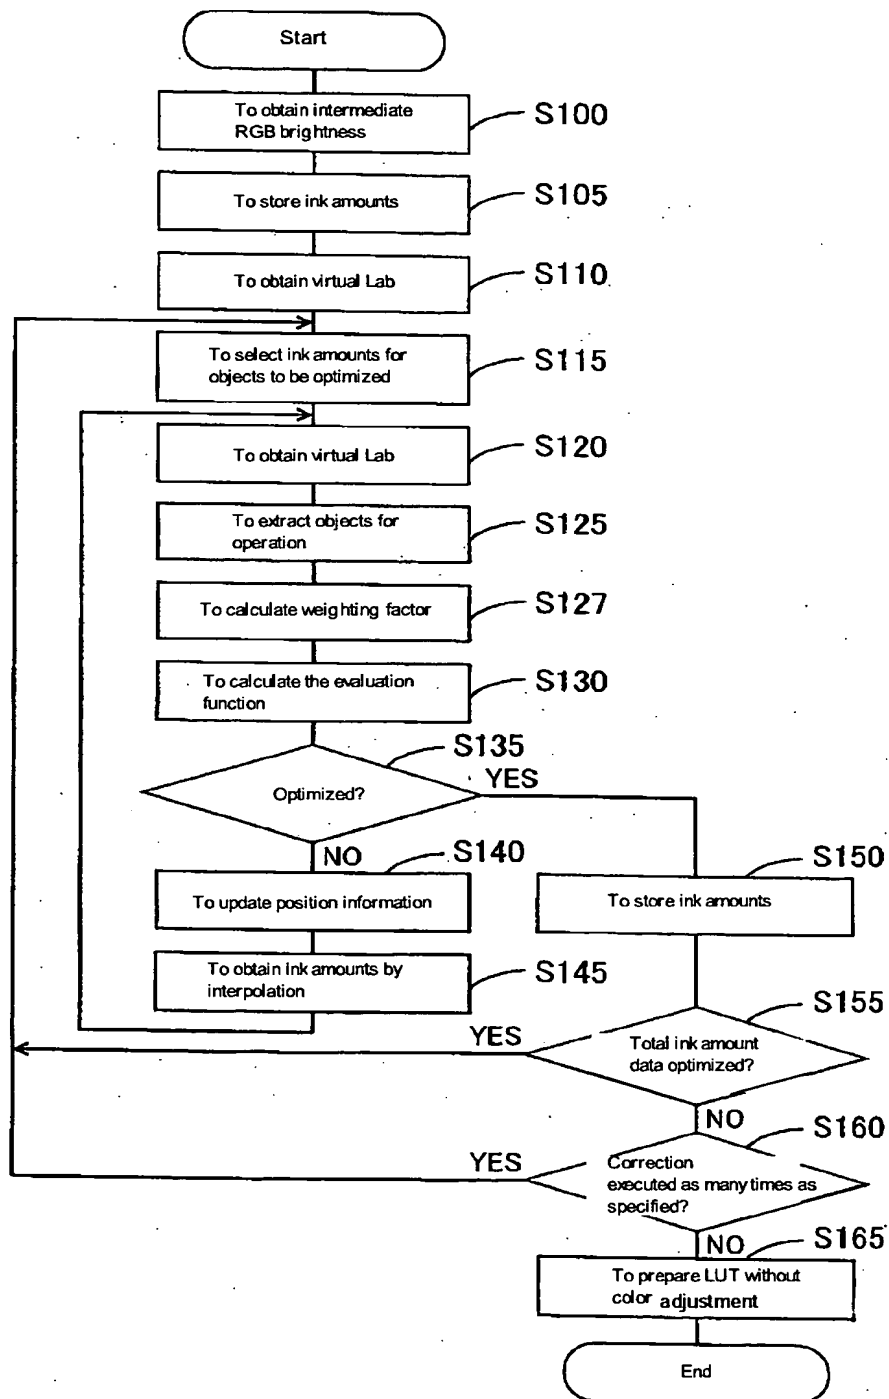 Start
To obtain intermediate
RGB brightness
S100
To store ink amounts
S105
To obtain virtual Lab
S110
To select ink amounts for
objects to be optimized
S115
To obtain virtual Lab
S120
To extract objects for
operation
S125
To calculate weighting factor
S127
To calculate the evaluation
function
S130
S135
Optimized?
YES
NO
S140
To update position information
S150
To store ink amounts
To obtain ink amounts by
interpolation
S145
S155
YES
Total ink amount
data optimized?
NO
S160
YES
Correction
executed as many times as
specified?
NO
S165
To prepare LUT without
color adjustment
End